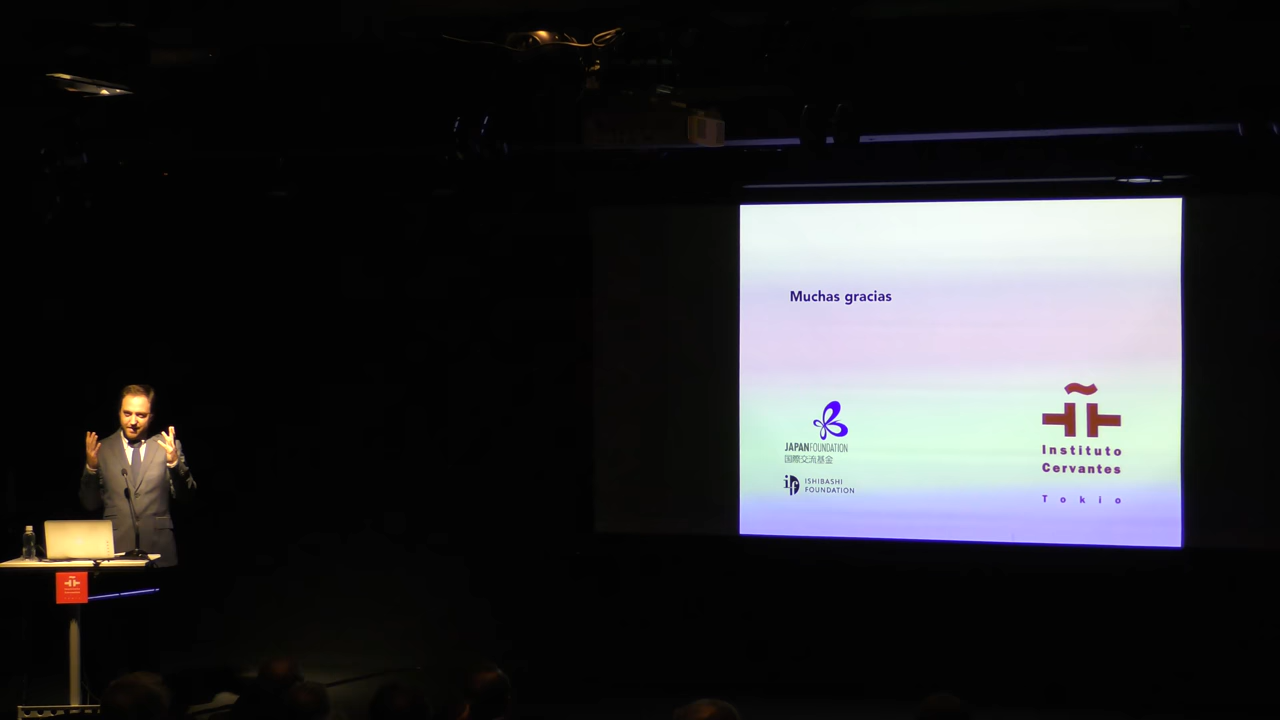 Muchas gracias
JAPANFOUNDATION
国際交流基金
ISHIBASHI
FOUNDATION
Instituto
Cervantes
Tokio